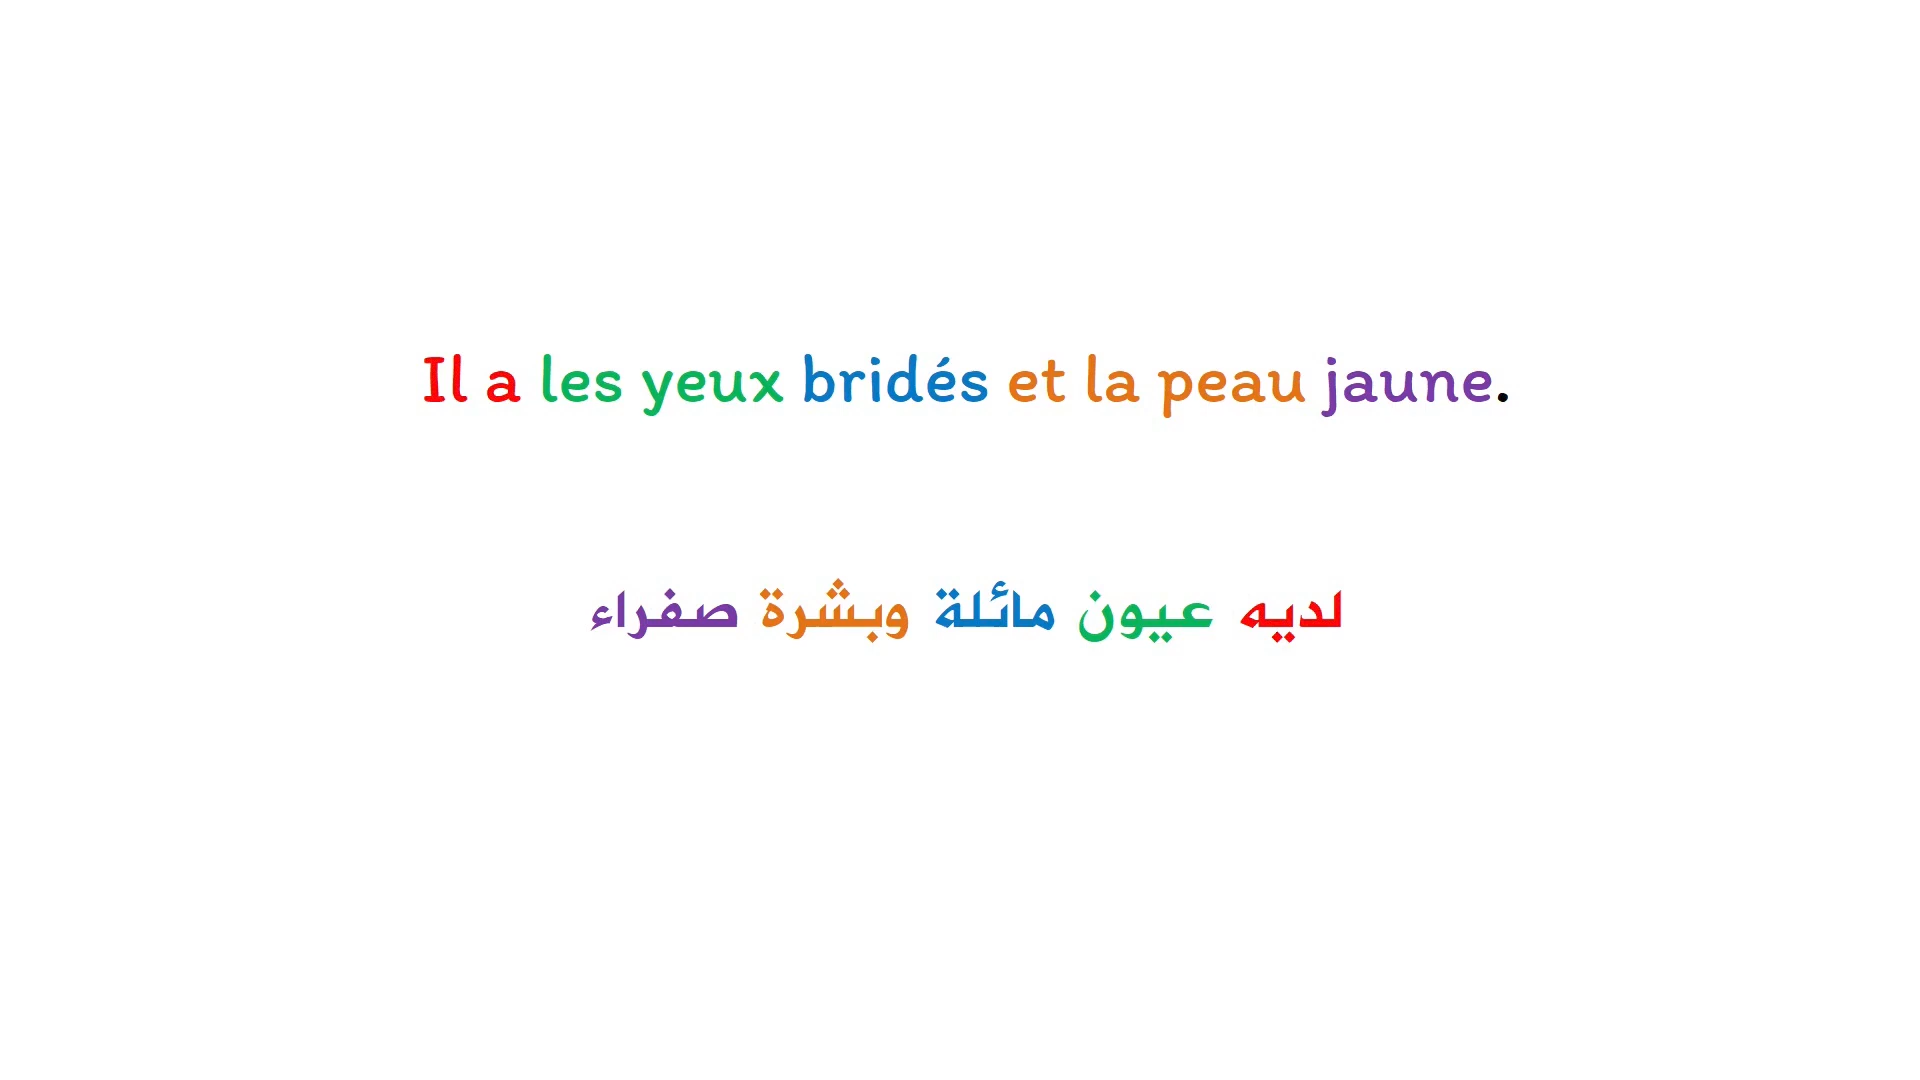 Il a les yeux bridés et la peau jaune.
لديه عيون مائلة وبشرة صفراء